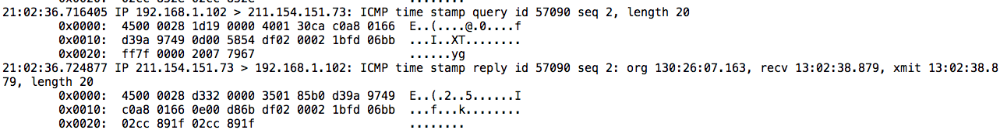 21:02:36.716405 IP 192.168.1.102 > 211.154.151.73: ICMP time stamp query id 57090 seq 2, length 20
0x0000: 4500 0028 1d19 0000 4001 30ca c0a8 0166 E..(....@.0....f
0x0010: d39a 9749 0d00 5854 df02 0002 1bfd 06bb ...I..XT........
0x0020: ff7f 0000 2007 7967 ......yg
21:02:36.724877 IP 211.154.151.73 > 192.168.1.102: ICMP time stamp reply id 57090 seq 2: org 130:26:07.163, recv 13:02:38.879, xmit 13:02:38.8
79, length 20
0x0000: 4500 0028 d332 0000 3501 85b0 d39a 9749 E..(.2..5......I
0x0010: c0a8 0166 0e00 d86b df02 0002 1bfd 06bb ...f...k........
0x0020: 02cc 891f 02cc 891f ........